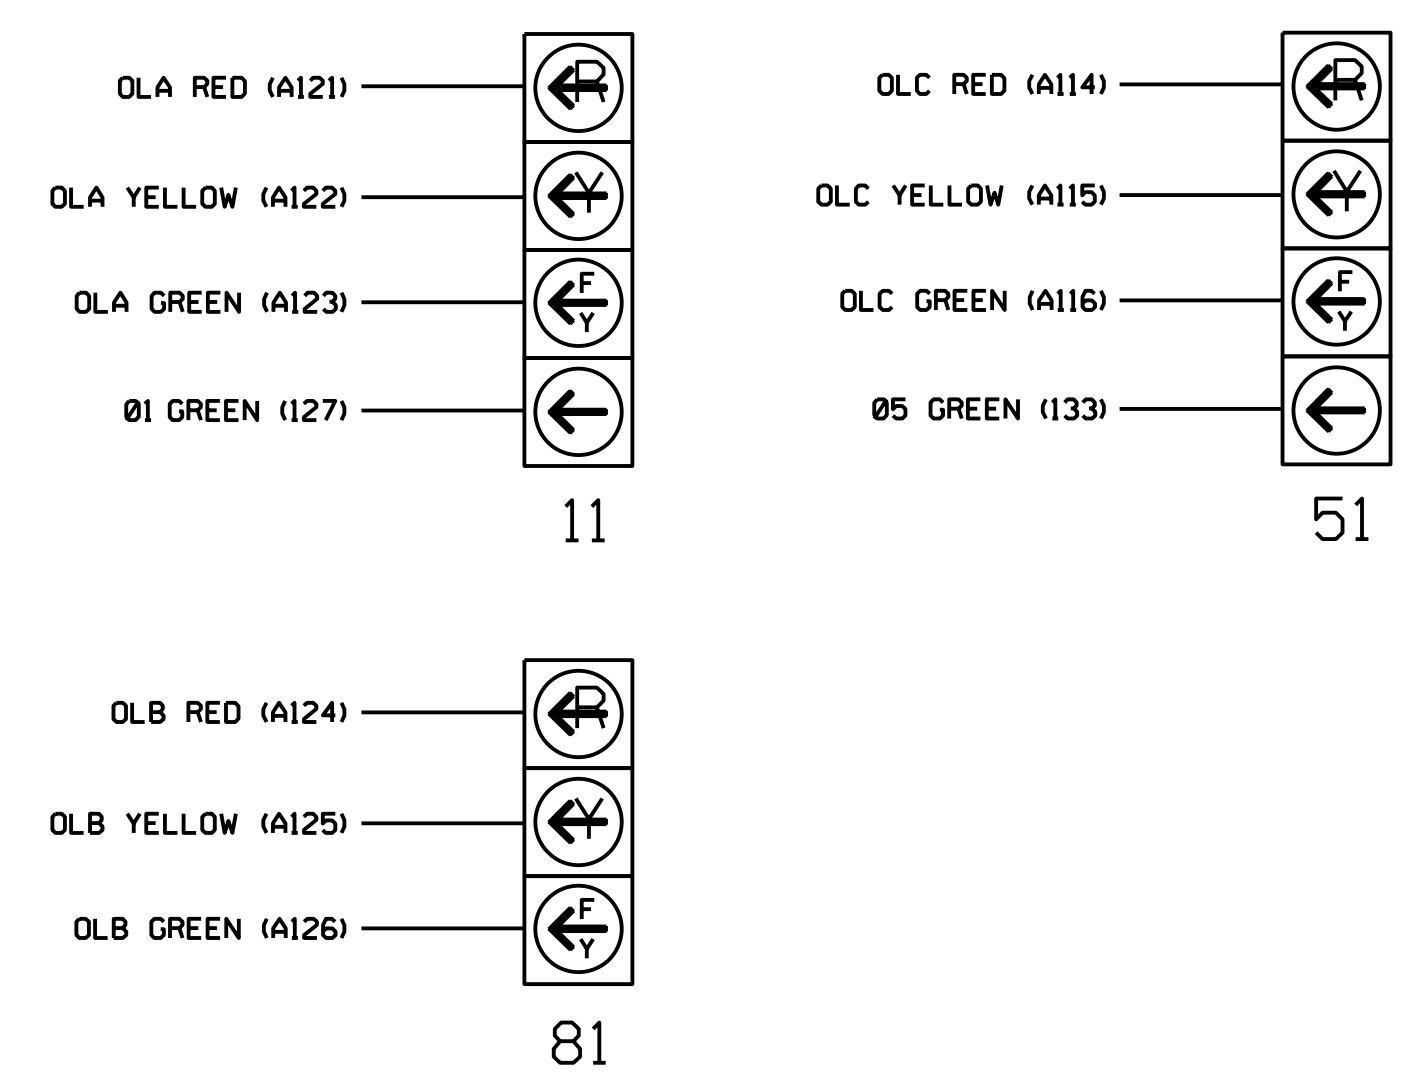 OLA RED (A121)
R
OLA YELLOW (A122)
Y
OLA GREEN (A123)
F
Y
Ø1 GREEN (127)
11
OLC RED (A114)
R
OLC YELLOW (A115)
Y
OLC GREEN (A116)
F
Y
Ø5 GREEN (133)
51
OLB RED (A124)
R
OLB YELLOW (A125)
Y
OLB GREEN (A126)
F
Y
81